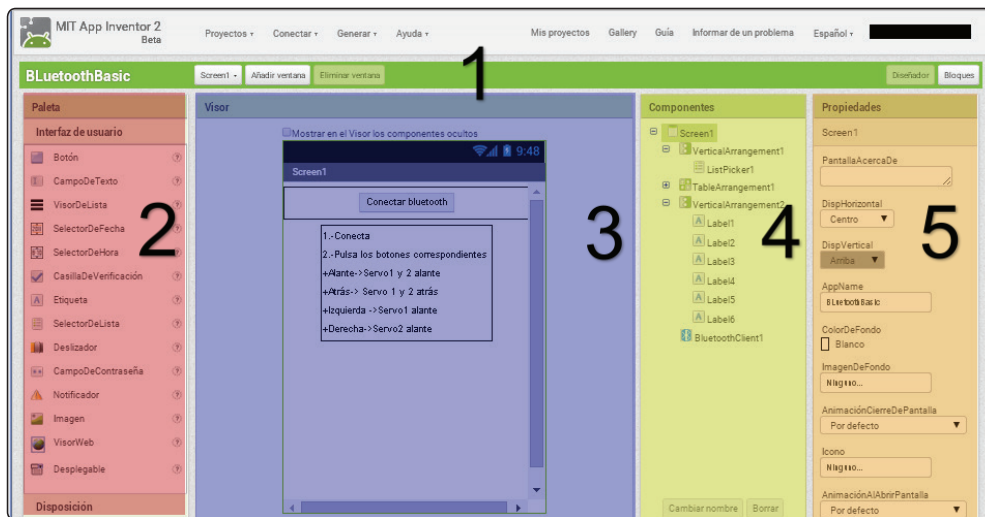 MIT App Inventor 2
Beta
Proyectos Conectar Generar Ayuda Mis proyectos Gallery Guía Informar de un problema Español
1
BLuetoothBasic Screen1 Añadir ventana Eliminar ventana Diseñador Bloques
Paleta
Interfaz de usuario
Botón
CampoDeTexto
VisorDeLista
SelectorDeFecha
SelectorDeHora
CasillaDeVerificación
Etiqueta
SelectorDeLista
Deslizador
CampoDeContraseña
Notificador
Imagen
VisorWeb
Desplegable
Disposición
2
Visor
Mostrar en el Visor los componentes ocultos
9:48
Screen1
Conectar bluetooth
1.-Conecta
2.-Pulsa los botones correspondientes
+Alante->Servo1 y 2 alante
+Atrás-> Servo 1 y 2 atrás
+Izquierda ->Servo1 alante
+Derecha->Servo2 alante
3
Componentes
Screen1
VerticalArrangement1
ListPicker1
TableArrangement1
VerticalArrangement2
Label1
Label2
Label3
Label4
Label5
Label6
BluetoothClient1
Cambiar nombre Borrar
4
Propiedades
Screen1
PantallaAcercaDe
DispHorizontal
Centro
DispVertical
Arriba
AppName
BLuetoothBasic
ColorDeFondo
Blanco
ImagenDeFondo
Ninguno...
AnimaciónCierreDePantalla
Por defecto
Icono
Ninguno...
AnimaciónAlAbrirPantalla
Por defecto
5